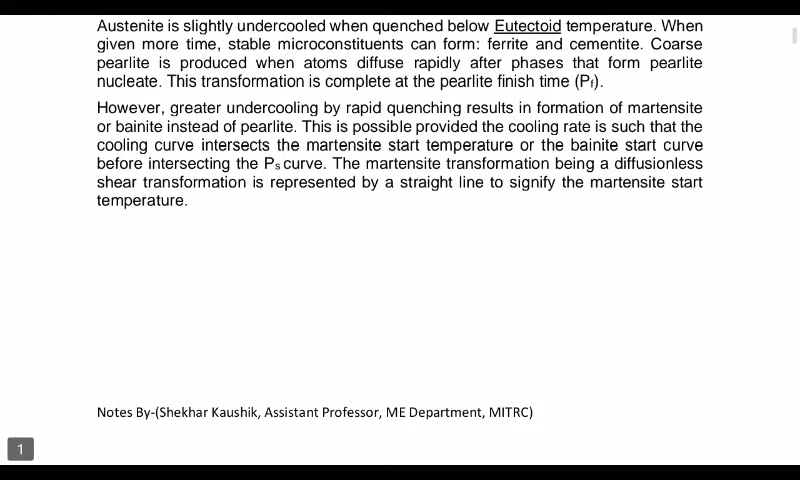 Austenite is slightly undercooled when quenched below Eutectoid temperature. When
given more time, stable microconstituents can form: ferrite and cementite. Coarse
pearlite is produced when atoms diffuse rapidly after phases that form pearlite
nucleate. This transformation is complete at the pearlite finish time (Pf).
However, greater undercooling by rapid quenching results in formation of martensite
or bainite instead of pearlite. This is possible provided the cooling rate is such that the
cooling curve intersects the martensite start temperature or the bainite start curve
before intersecting the Ps curve. The martensite transformation being a diffusionless
shear transformation is represented by a straight line to signify the martensite start
temperature.
Notes By-(Shekhar Kaushik, Assistant Professor, ME Department, MITRC)
1